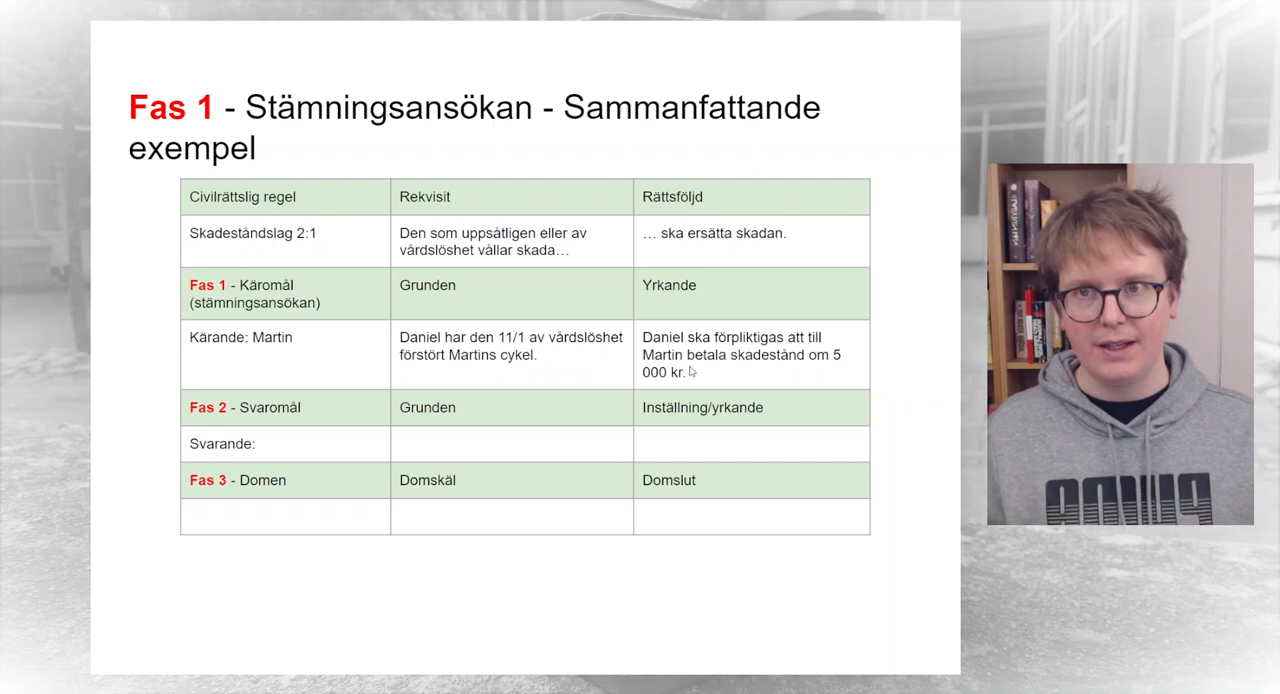 Fas 1 - Stämningsansökan - Sammanfattande
exempel
Civilrättslig regel
Rekvisit
Rättsföljd
Skadeståndslag 2:1
Den som uppsåtligen eller av
vårdslöshet vållar skada…
… ska ersätta skadan.
Fas 1 - Käromål
(stämningsansökan)
Grunden
Yrkande
Kärande: Martin
Daniel har den 11/1 av vårdslöshet
förstört Martins cykel.
Daniel ska förpliktigas att till
Martin betala skadestånd om 5
000 kr.
Fas 2 - Svaromål
Grunden
Inställning/yrkande
Svarande:
Fas 3 - Domen
Domskäl
Domslut